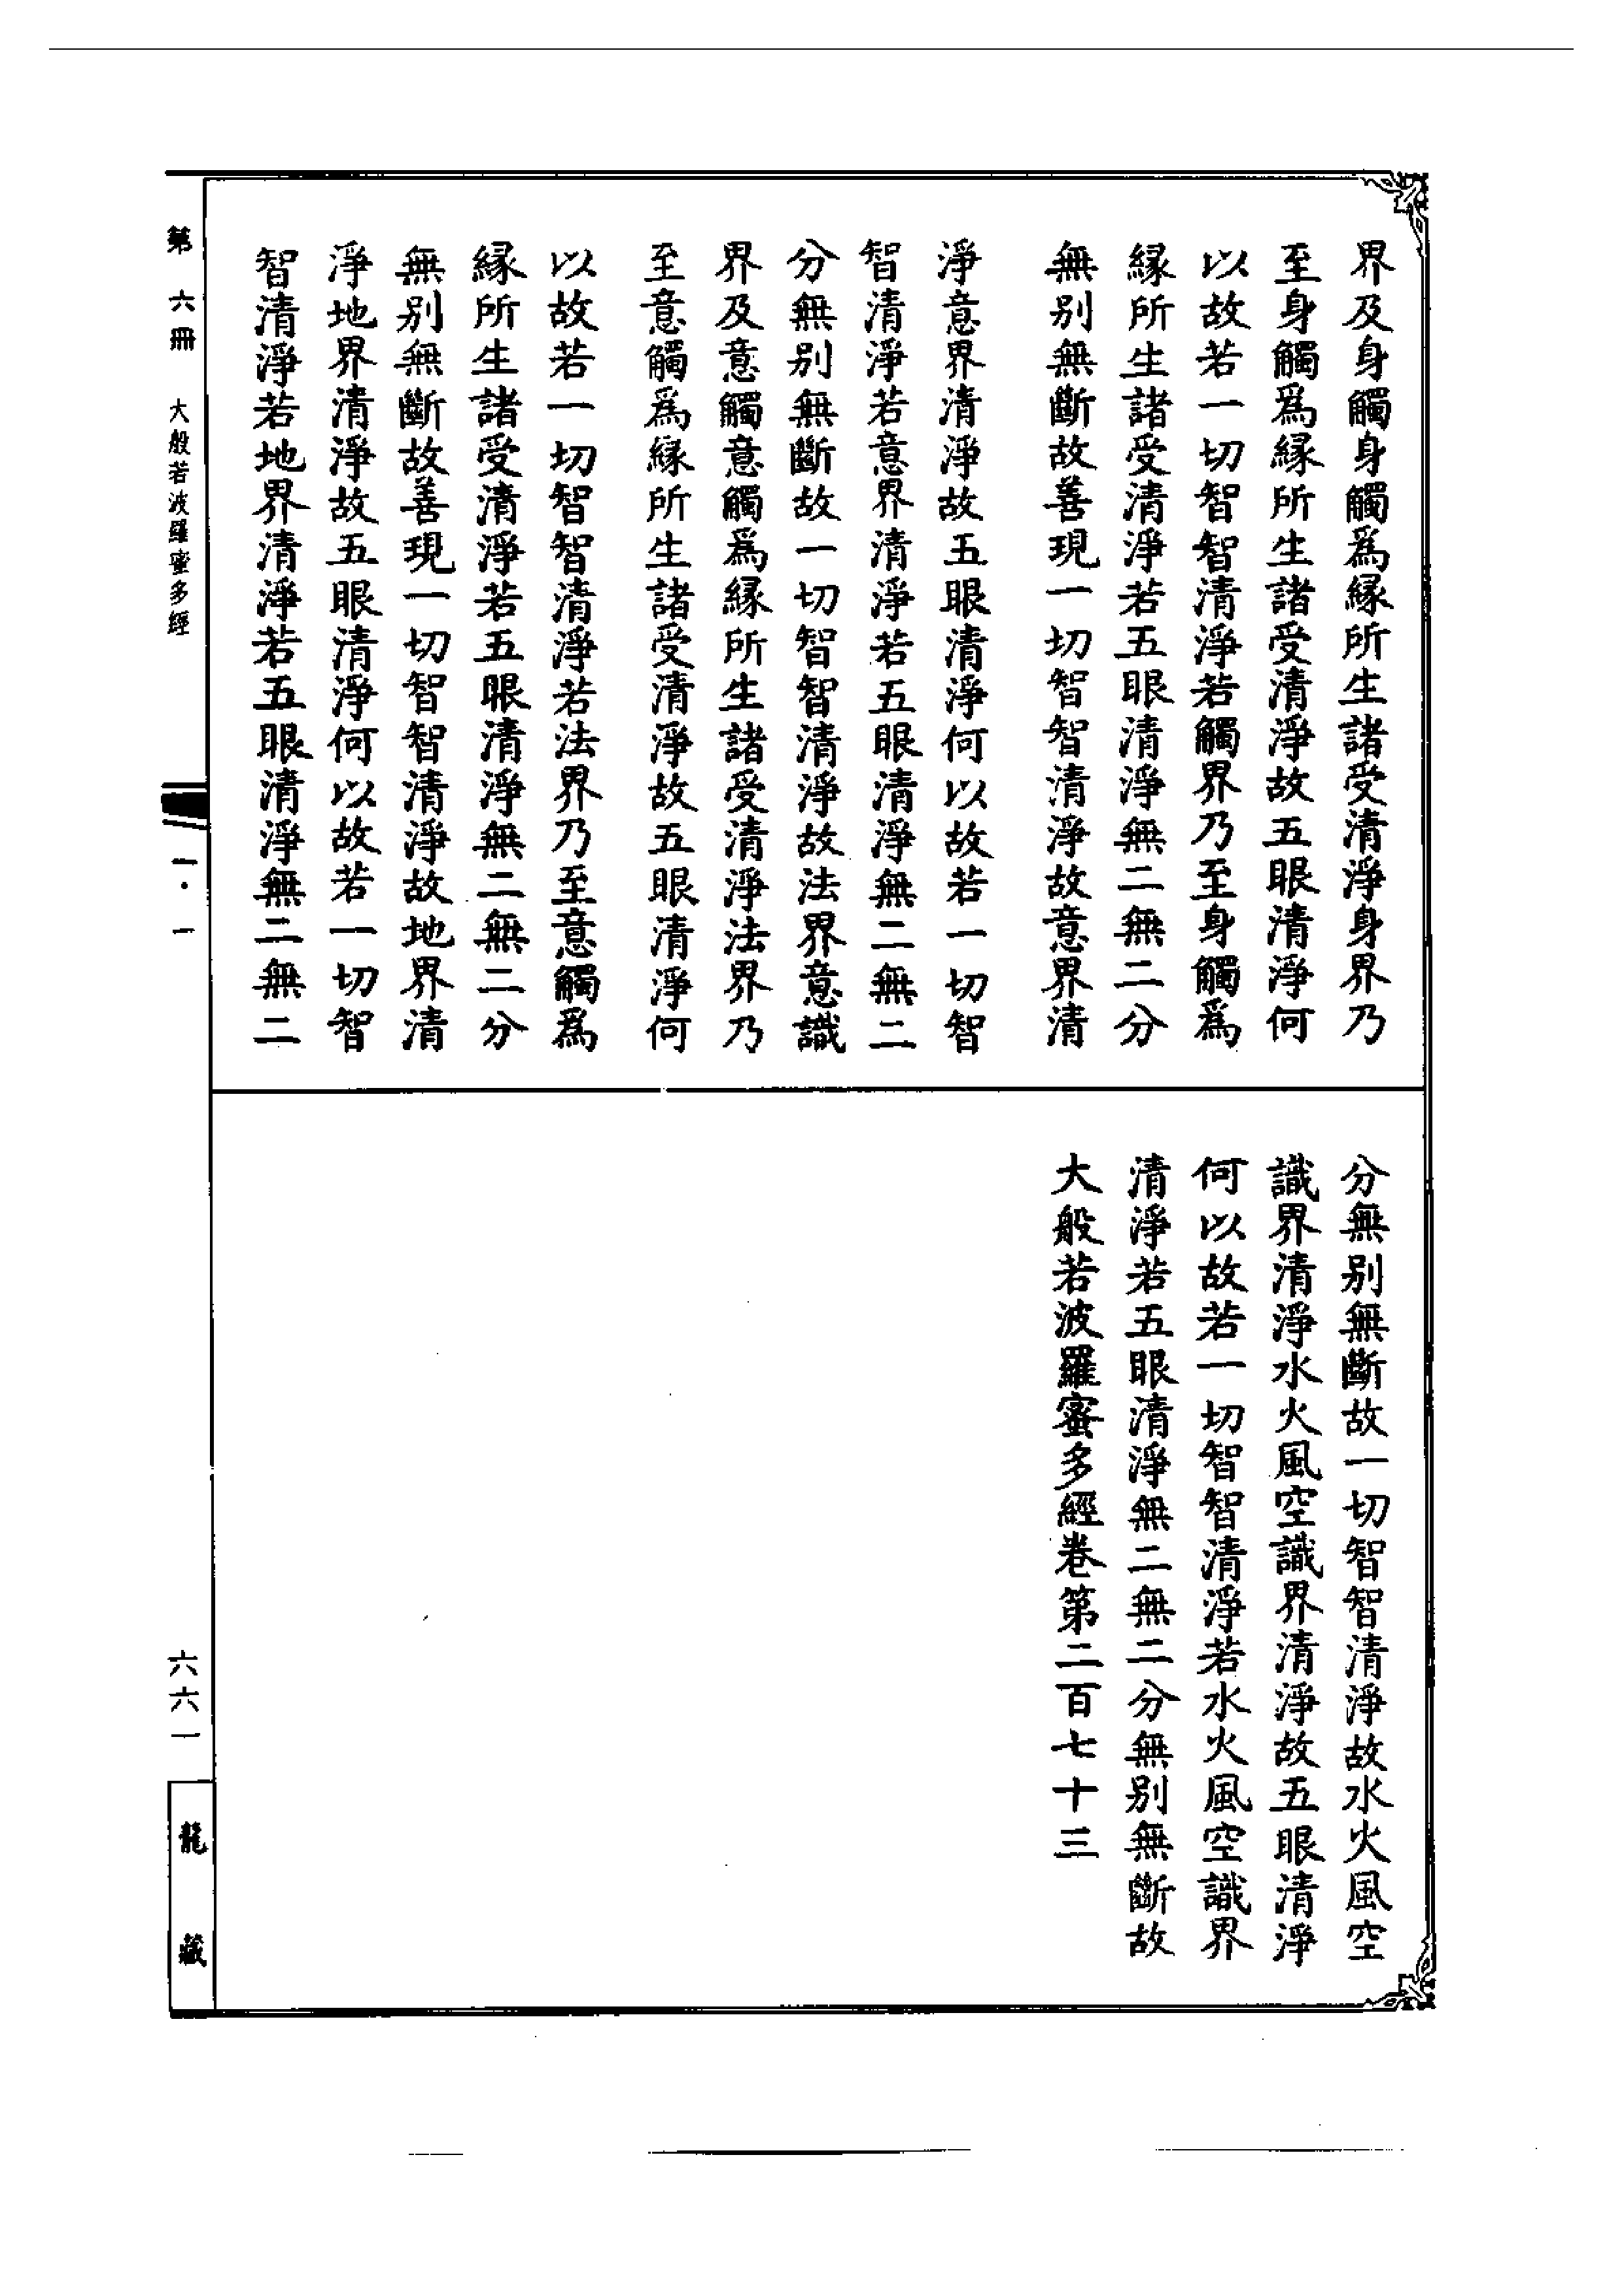 界及身觸身觸爲緣所生諸受清淨身界乃
至身觸爲緣所生諸受清淨故五眼清淨何
以故若一切智智清淨若觸界乃至身觸爲
緣所生諸受清淨若五眼清淨無二無二分
無别無斷故善現一切智智清淨故意界清
淨意界清淨故五眼清淨何以故若一切智
智清淨若意界清淨若五眼清淨無二無二
分無别無斷故一切智智清淨故法界意識
界及意觸意觸爲緣所生諸受清淨法界乃
至意觸爲緣所生諸受清淨故五眼清淨何
以故若一切智智清淨若法界乃至意觸爲
緣所生諸受清淨若五眼清淨無二無二分
無别無斷故善現一切智智清淨故地界清
淨地界清淨故五眼清淨何以故若一切智
智清淨若地界清淨若五眼清淨無二無二
分無别無斷故一切智智清淨故水火風空
識界清淨水火風空識界清淨故五眼清淨
何以故若一切智智清淨若水火風空識界
清淨若五眼清淨無二無二分無别無斷故
大般若波羅蜜多經卷第二百七十三
第六冊 大般若波羅蜜多經
一·一
六六一
龍藏